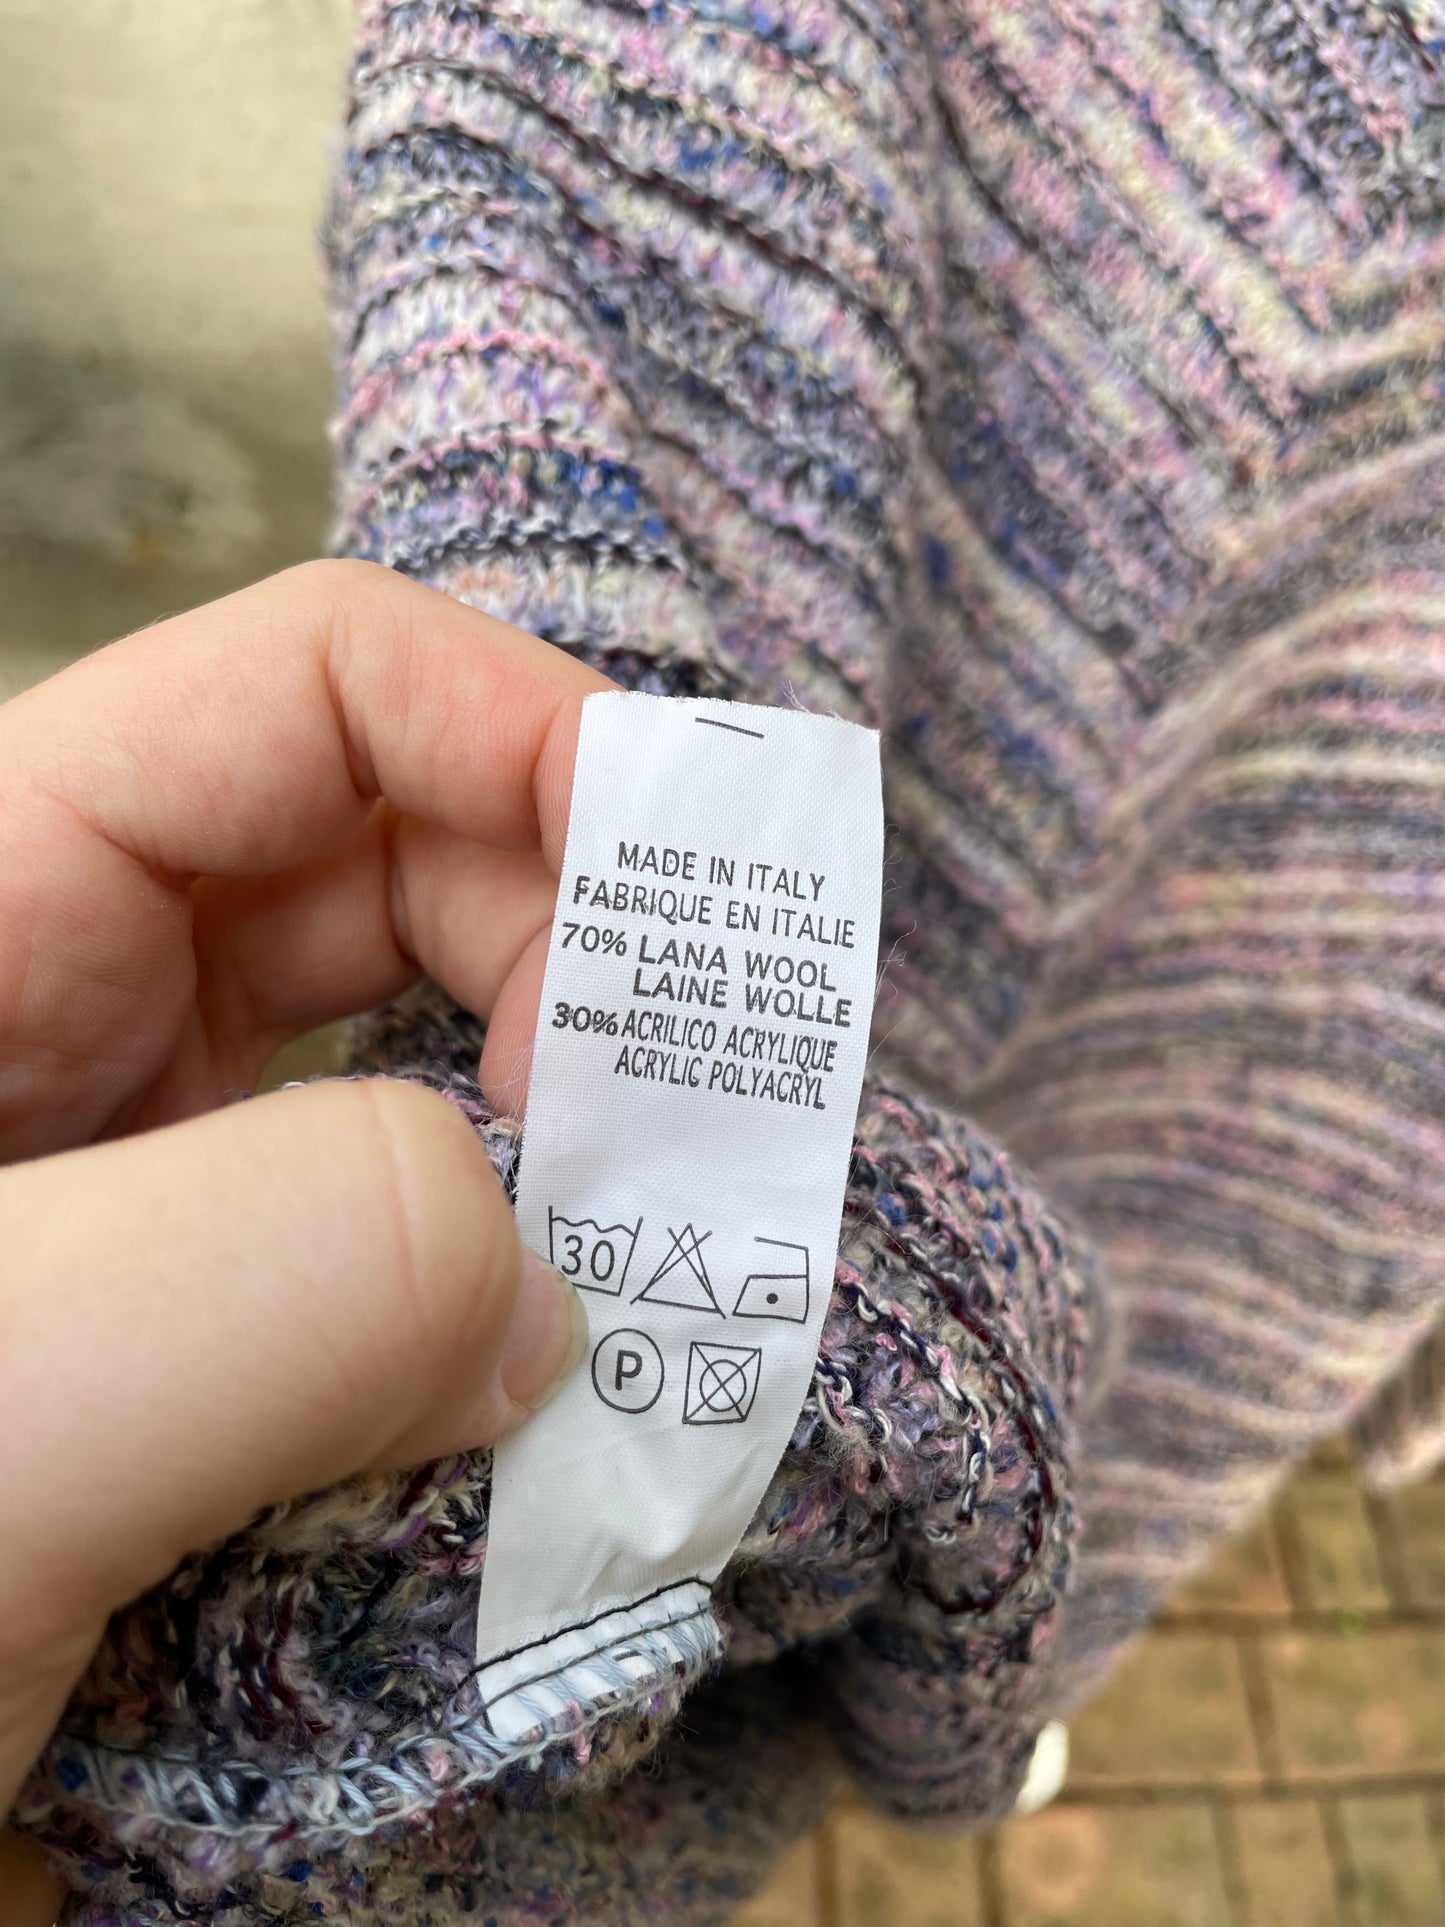 MADE IN ITALY
FABRIQUE EN ITALIE
70% LANA WOOL
LAINE WOLLE
30% ACRILICO ACRYLIQUE
ACRYLIC POLYACRYL
30
P